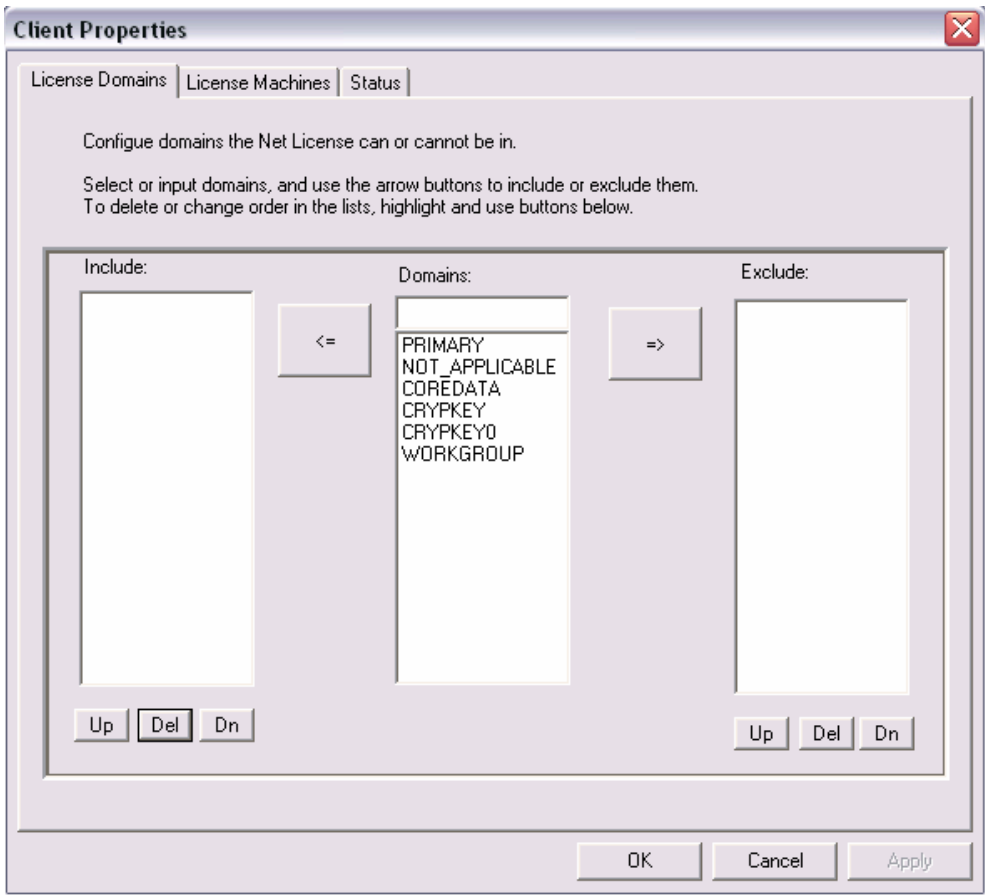 Client Properties
License Domains License Machines Status
Configue domains the Net License can or cannot be in.
Select or input domains, and use the arrow buttons to include or exclude them.
To delete or change order in the lists, highlight and use buttons below.
Include: Domains: Exclude:
<= =>
PRIMARY
NOT_APPLICABLE
COREDATA
CRYPKEY
CRYPKEY0
WORKGROUP
Up Del Dn Up Del Dn
OK Cancel Apply